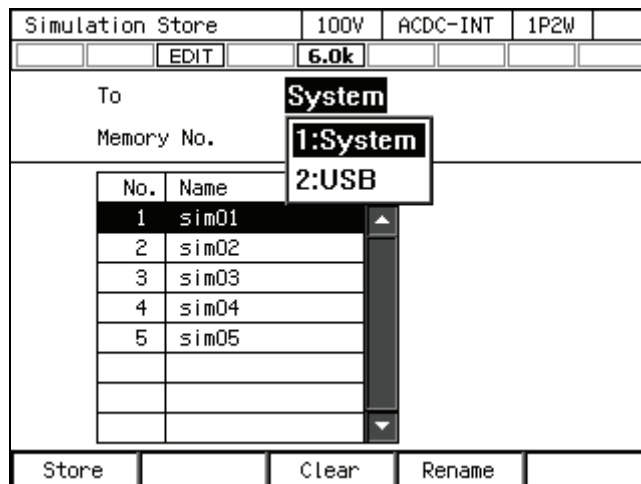 Simulation Store 100V ACDC-INT 1P2W
EDIT 6.0k
To System
Memory No. 1:System
2:USB
No. Name
1 sim01
2 sim02
3 sim03
4 sim04
5 sim05
Store Clear Rename